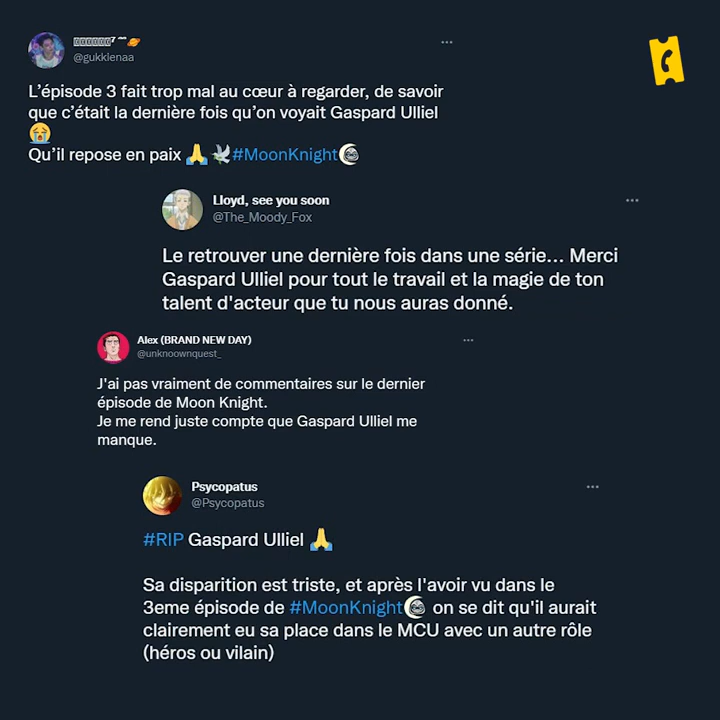 @gukklenaa
L'épisode 3 fait trop mal au cœur à regarder, de savoir
que c'était la dernière fois qu'on voyait Gaspard Ulliel
😭
Qu'il repose en paix 🙏🕊️#MoonKnight
Lloyd, see you soon
@The_Moody_Fox
Le retrouver une dernière fois dans une série... Merci
Gaspard Ulliel pour tout le travail et la magie de ton
talent d'acteur que tu nous auras donné.
Alex (BRAND NEW DAY)
@unknoownquest_
J'ai pas vraiment de commentaires sur le dernier
épisode de Moon Knight.
Je me rend juste compte que Gaspard Ulliel me
manque.
Psycopatus
@Psycopatus
#RIP Gaspard Ulliel 🙏
Sa disparition est triste, et après l'avoir vu dans le
3eme épisode de #MoonKnight on se dit qu'il aurait
clairement eu sa place dans le MCU avec un autre rôle
(héros ou vilain)